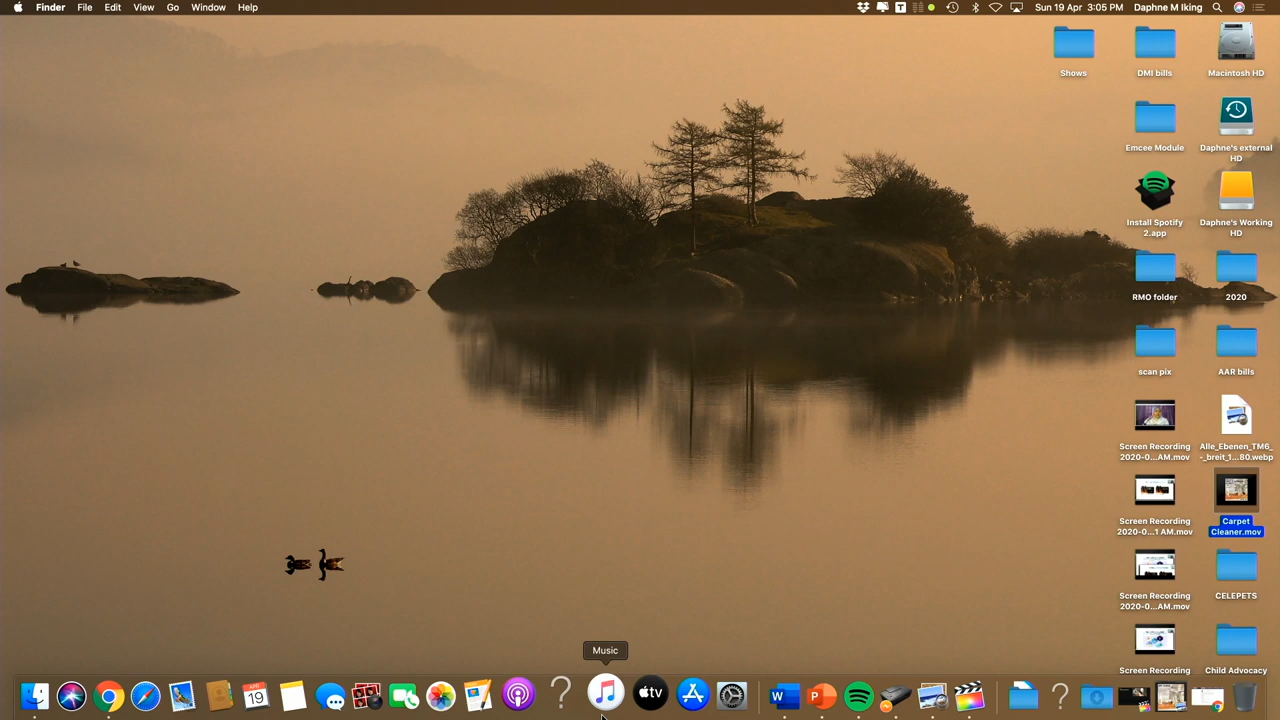 Finder File Edit View Go Window Help
T
Sun 19 Apr 3:05 PM Daphne M Iking
Shows
DMI bills
Macintosh HD
Emcee Module
Daphne's external
HD
Install Spotify
2.app
Daphne's Working
HD
RMO folder
2020
scan pix
AAR bills
Screen Recording
2020-0...AM.mov
Alle_Ebenen_TM6_
-_breit_1...80.webp
Screen Recording
2020-0...1 AM.mov
Carpet
Cleaner.mov
Screen Recording
2020-0...AM.mov
CELEPETS
Screen Recording
Child Advocacy
Music
APR
19
?
tv
W
P
?